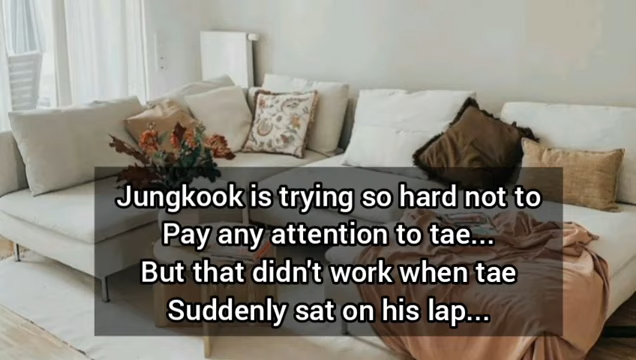 Jungkook is trying so hard not to
Pay any attention to tae...
But that didn't work when tae
Suddenly sat on his lap...